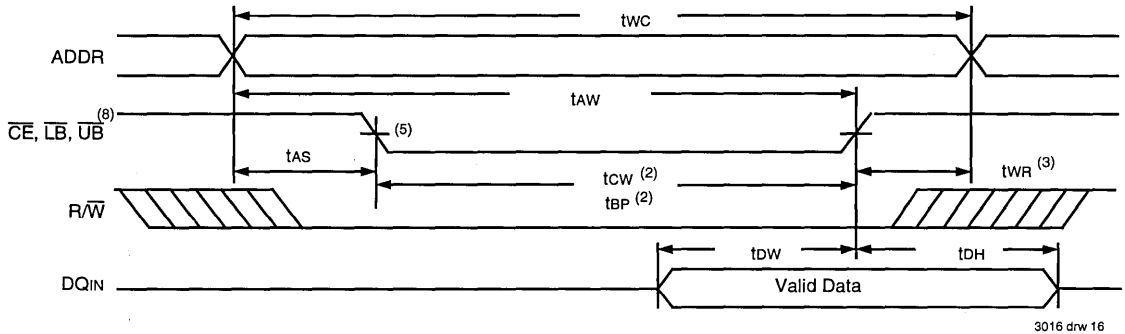 tWC
ADDR
tAW
CE, LB, UB (8)
(5)
tAS
tCW (2)
tBP (2)
tWR (3)
R/W
tDW
tDH
DQIN
Valid Data
3016 drw 16